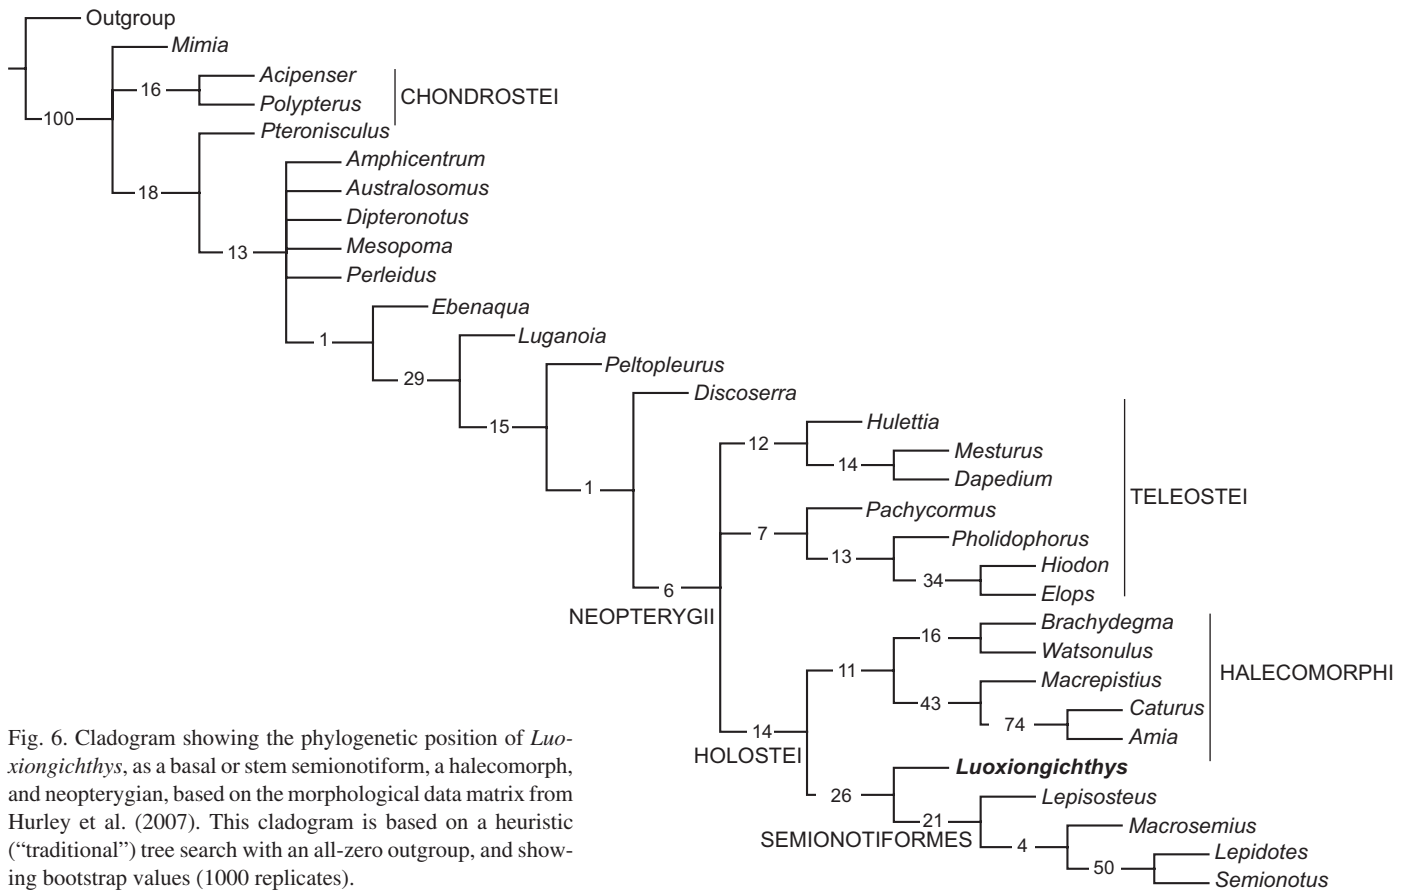 Outgroup
Mimia
16
Acipenser
Polypterus
CHONDROSTEI
100
Pteronisculus
18
Amphicentrum
Australosomus
Dipteronotus
Mesopoma
Perleidus
13
Ebenaqua
1
Luganoia
29
Peltopleurus
15
Discoserra
1
Hulettia
12
Mesturus
14
Dapedium
TELEOSTEI
Pachycormus
7
Pholidophorus
13
Hiodon
34
Elops
6
NEOPTERYGII
Brachydegma
16
Watsonulus
11
HALECOMORPHI
Macrepistius
43
Caturus
74
Amia
14
HOLOSTEI
Luoxiongichthys
26
Lepisosteus
21
SEMIONOTIFORMES
Macrosemius
4
Lepidotes
50
Semionotus
Fig. 6. Cladogram showing the phylogenetic position of Luo-
xiongichthys, as a basal or stem semionotiform, a halecomorph,
and neopterygian, based on the morphological data matrix from
Hurley et al. (2007). This cladogram is based on a heuristic
(“traditional”) tree search with an all-zero outgroup, and show-
ing bootstrap values (1000 replicates).